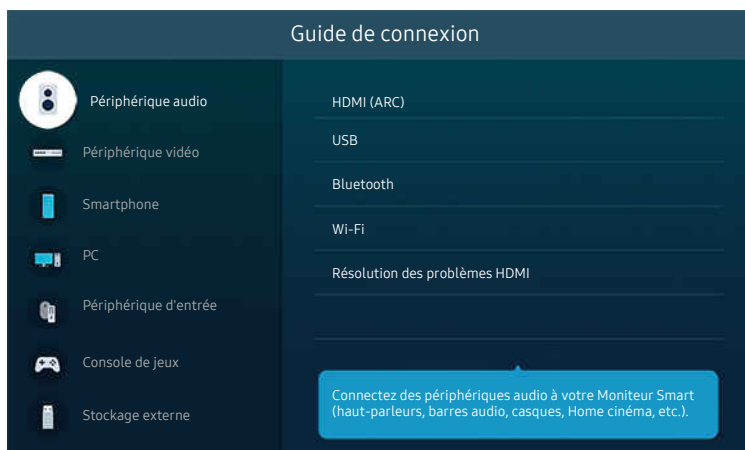 Guide de connexion
Périphérique audio
Périphérique vidéo
Smartphone
PC
Périphérique d'entrée
Console de jeux
Stockage externe
HDMI (ARC)
USB
Bluetooth
Wi-Fi
Résolution des problèmes HDMI
Connectez des périphériques audio à votre Moniteur Smart
(haut-parleurs, barres audio, casques, Home cinéma, etc.).